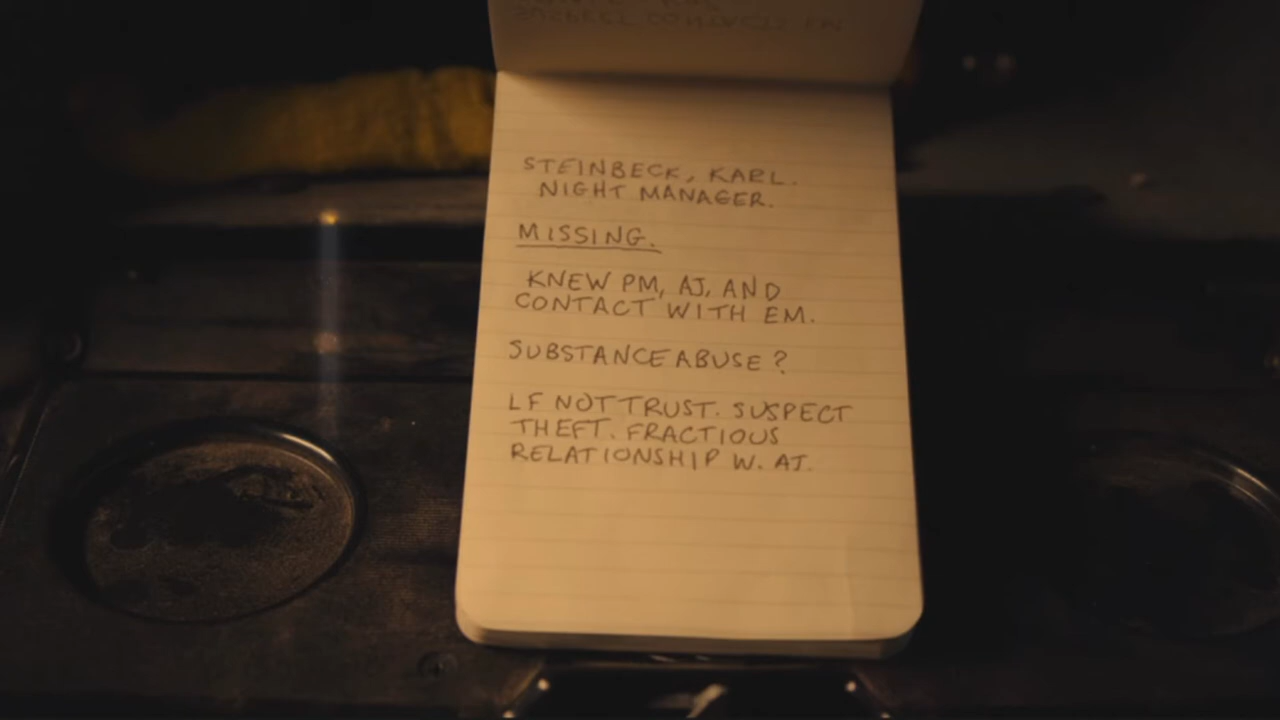 STEINBECK, KARL.
NIGHT MANAGER.
MISSING.
KNEW PM, AJ, AND
CONTACT WITH EM.
SUBSTANCE ABUSE?
LF NOT TRUST. SUSPECT
THEFT. FRACTIOUS
RELATIONSHIP W. AJ.